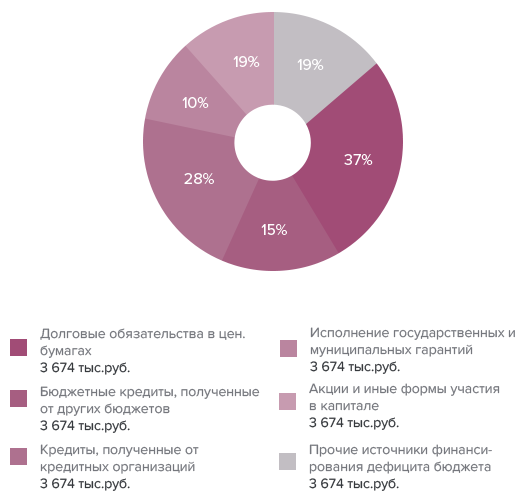 19%
19%
10%
37%
28%
15%
Долговые обязательства в цен.
бумагах
3 674 тыс.руб.
Бюджетные кредиты, полученные
от других бюджетов
3 674 тыс.руб.
Кредиты, полученные от
кредитных организаций
3 674 тыс.руб.
Исполнение государственных и
муниципальных гарантий
3 674 тыс.руб.
Акции и иные формы участия
в капитале
3 674 тыс.руб.
Прочие источники финанси-
рования дефицита бюджета
3 674 тыс.руб.